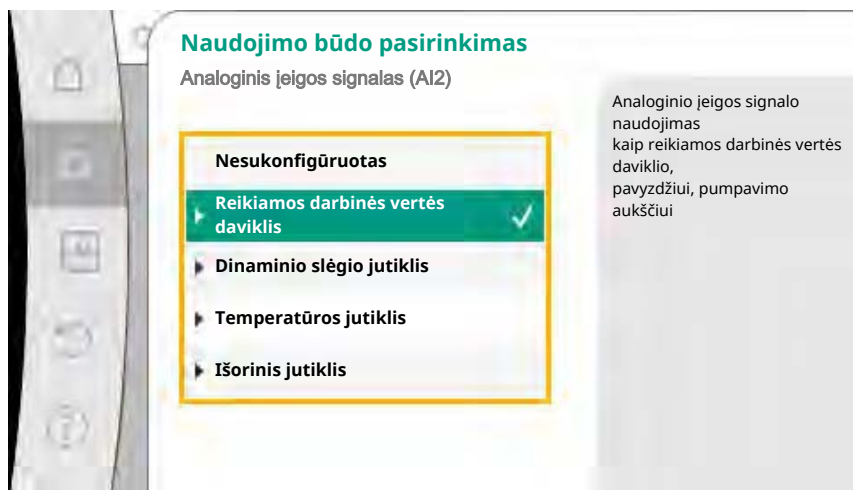 Naudojimo būdo pasirinkimas
Analoginis įeigos signalas (AI2)
Nesukonfigūruotas
Reikiamos darbinės vertės
daviklis
Dinaminio slėgio jutiklis
Temperatūros jutiklis
Išorinis jutiklis
Analoginio įeigos signalo
naudojimas
kaip reikiamos darbinės vertės
daviklio,
pavyzdžiui, pumpavimo
aukščiui